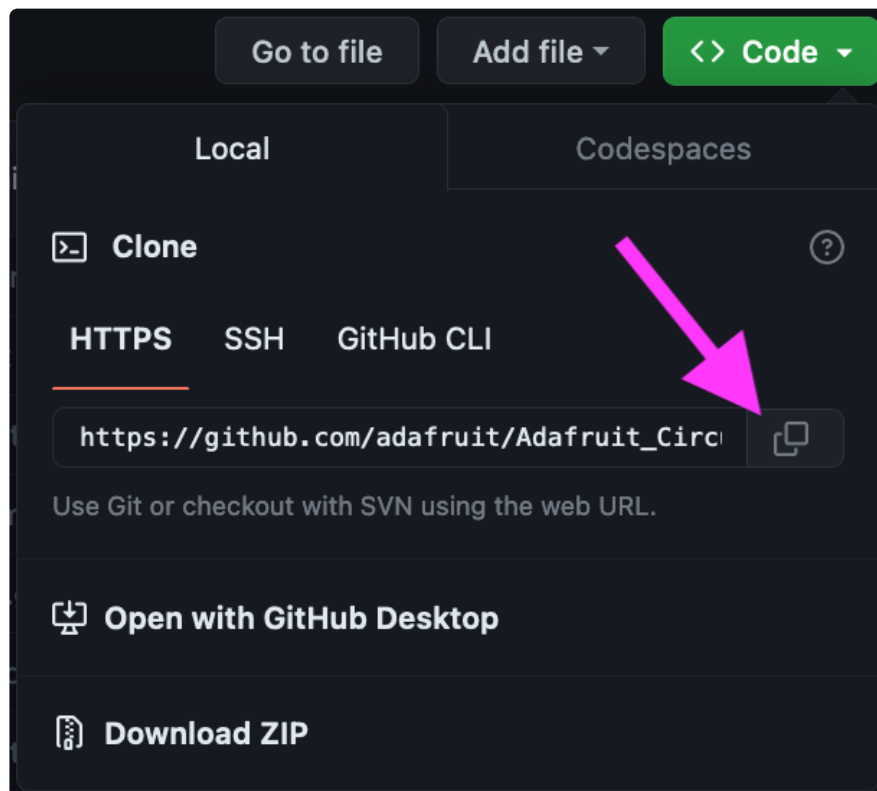 Go to file
Add file
Code
Local
Codespaces
Clone
HTTPS
SSH
GitHub CLI
https://github.com/adafruit/Adafruit_Circ
Use Git or checkout with SVN using the web URL.
Open with GitHub Desktop
Download ZIP